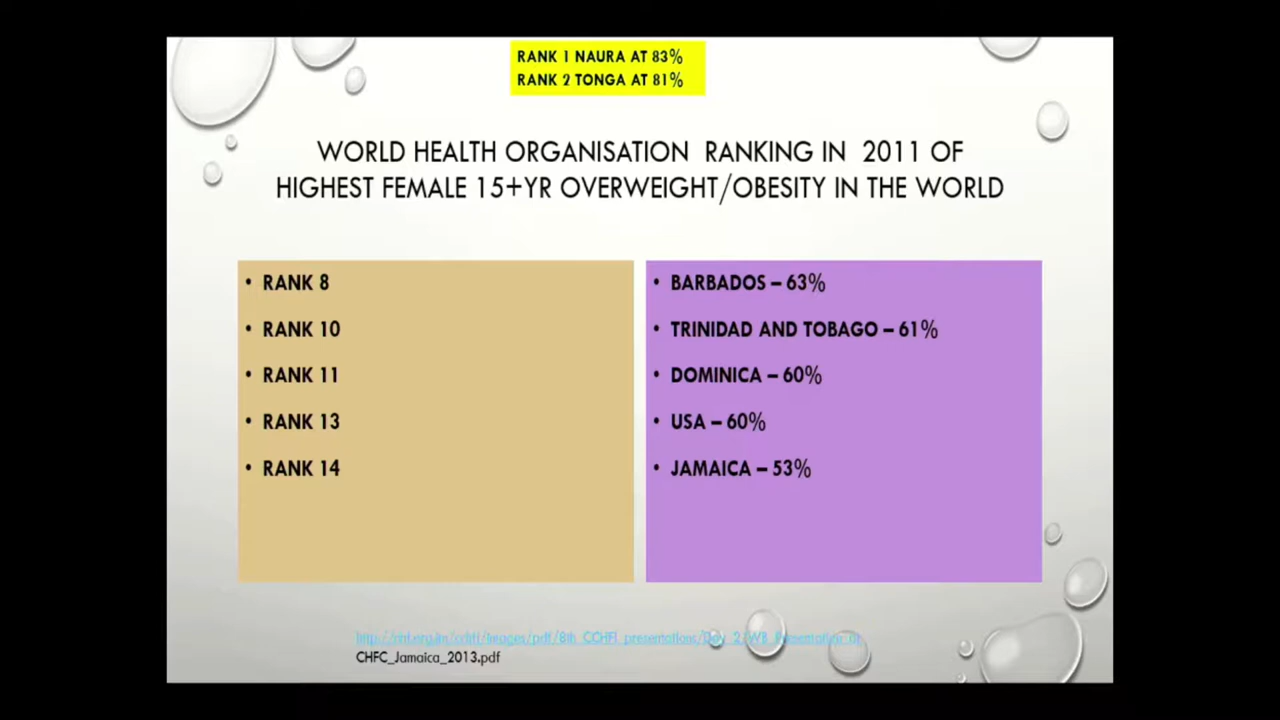 RANK 1 NAURA AT 83%
RANK 2 TONGA AT 81%
WORLD HEALTH ORGANISATION RANKING IN 2011 OF
HIGHEST FEMALE 15+YR OVERWEIGHT/OBESITY IN THE WORLD
• RANK 8
• RANK 10
• RANK 11
• RANK 13
• RANK 14
• BARBADOS – 63%
• TRINIDAD AND TOBAGO – 61%
• DOMINICA – 60%
• USA – 60%
• JAMAICA – 53%
CHFC_Jamaica_2013.pdf